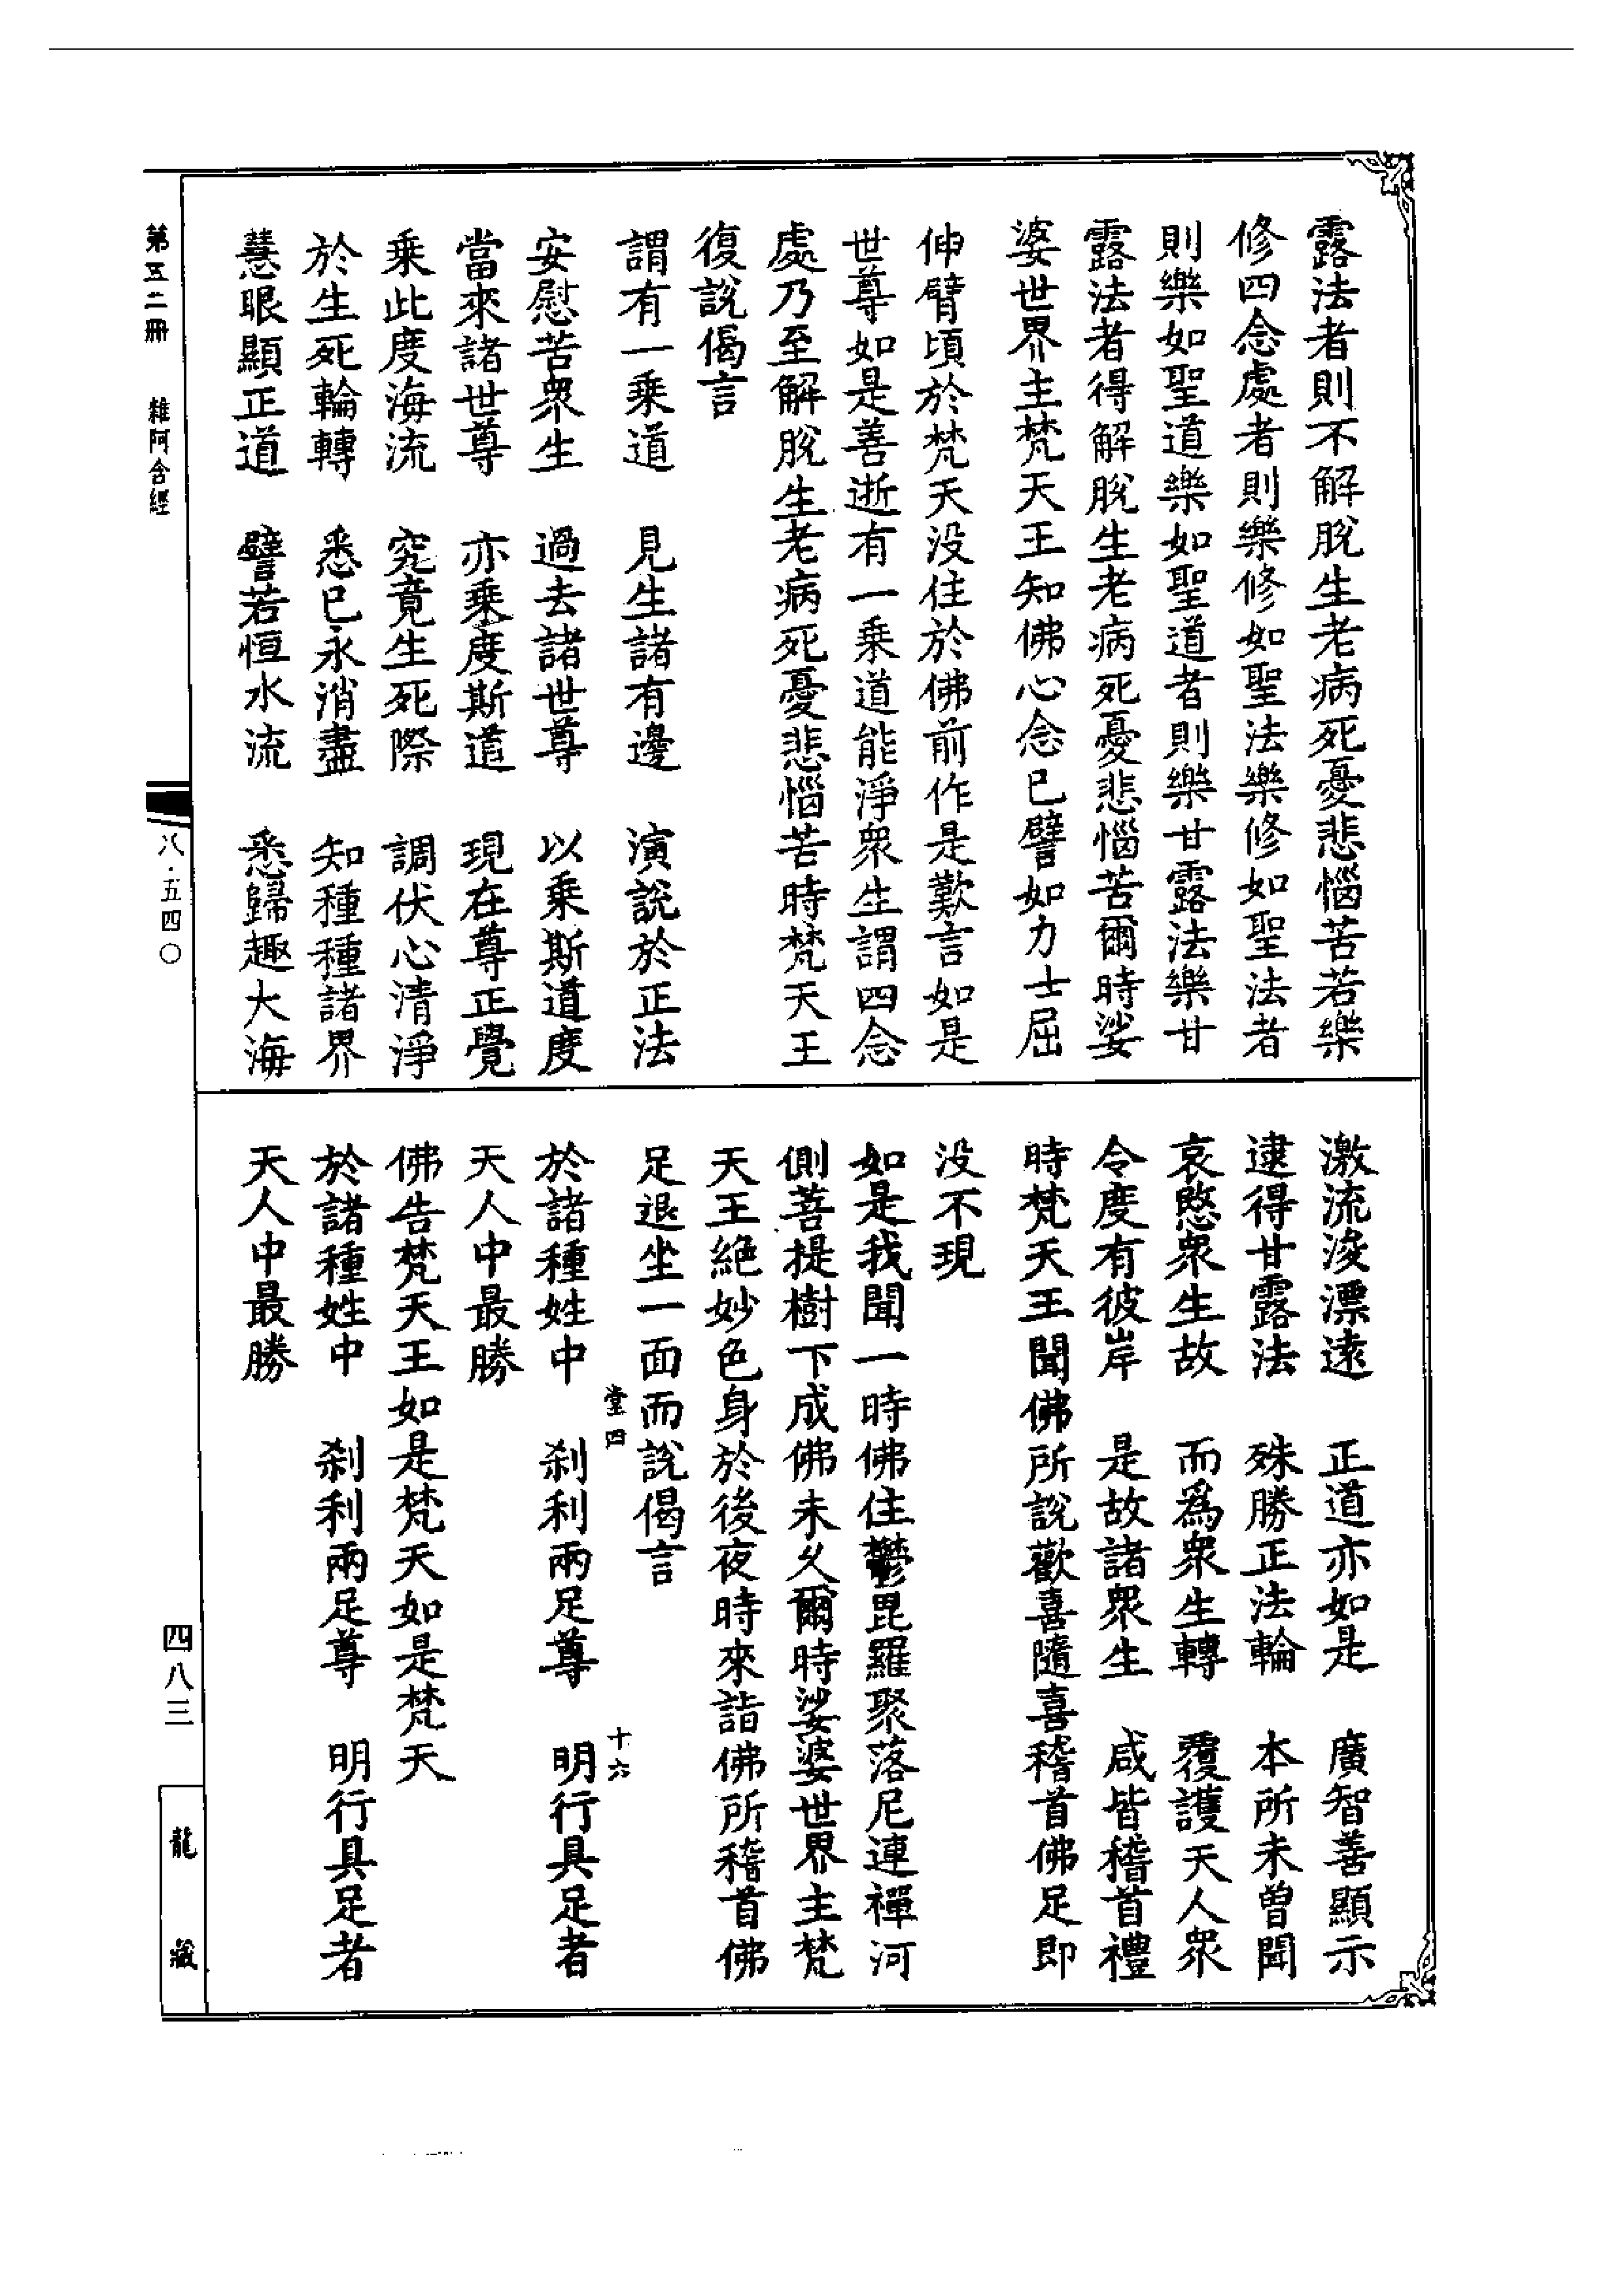 露法者則不解脫生老病死憂悲惱苦若樂
修四念處者則樂修如聖法樂修如聖法者
則樂如聖道樂如聖道者則樂甘露法樂甘
露法者得解脫生老病死憂悲惱苦爾時娑
婆世界主梵天王知佛心念已譬如力士屈
伸臂頃於梵天没住於佛前作是歎言如是
世尊如是善逝有一乘道能淨衆生謂四念
處乃至解脫生老病死憂悲惱苦時梵天王
復說偈言
謂有一乘道　見生諸有邊　演說於正法
安慰苦衆生　過去諸世尊　以乘斯道度
當來諸世尊　亦乘度斯道　現在尊正覺
乘此度海流　究竟生死際　調伏心清淨
於生死輪轉　悉已永消盡　知種種諸界
慧眼顯正道　譬若恒水流　悉歸趣大海
激流浚漂遠　正道亦如是　廣智善顯示
逮得甘露法　殊勝正法輪　本所未曾聞
哀愍衆生故　而爲衆生轉　覆護天人衆
令度有彼岸　是故諸衆生　咸皆稽首禮
時梵天王聞佛所說歡喜隨喜稽首佛足即
没不現
如是我聞一時佛住鬱毘羅聚落尼連禪河
側菩提樹下成佛未久爾時娑婆世界主梵
天王絕妙色身於後夜時來詣佛所稽首佛
足退坐一面而說偈言
堂四　十六
於諸種姓中　刹利兩足尊　明行具足者
天人中最勝
佛告梵天王如是梵天如是梵天
於諸種姓中　刹利兩足尊　明行具足者
天人中最勝
第五二冊　雜阿含經
八·五四〇
四八三
龍藏